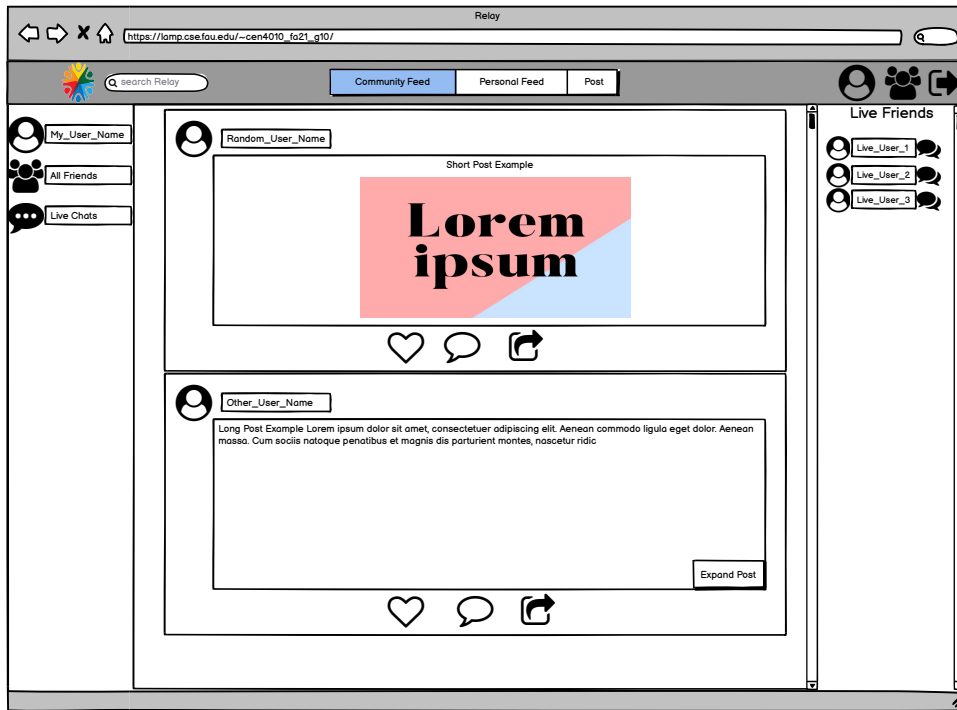 Relay
https://lamp.cse.fau.edu/~cen4010_fa21_g10/
search Relay
Community Feed
Personal Feed
Post
My_User_Name
All Friends
Live Chats
Random_User_Name
Short Post Example
Lorem
ipsum
Other_User_Name
Long Post Example Lorem ipsum dolor sit amet, consectetuer adipiscing elit. Aenean commodo ligula eget dolor. Aenean
massa. Cum sociis natoque penatibus et magnis dis parturient montes, nascetur ridic
Expand Post
Live Friends
Live_User_1
Live_User_2
Live_User_3